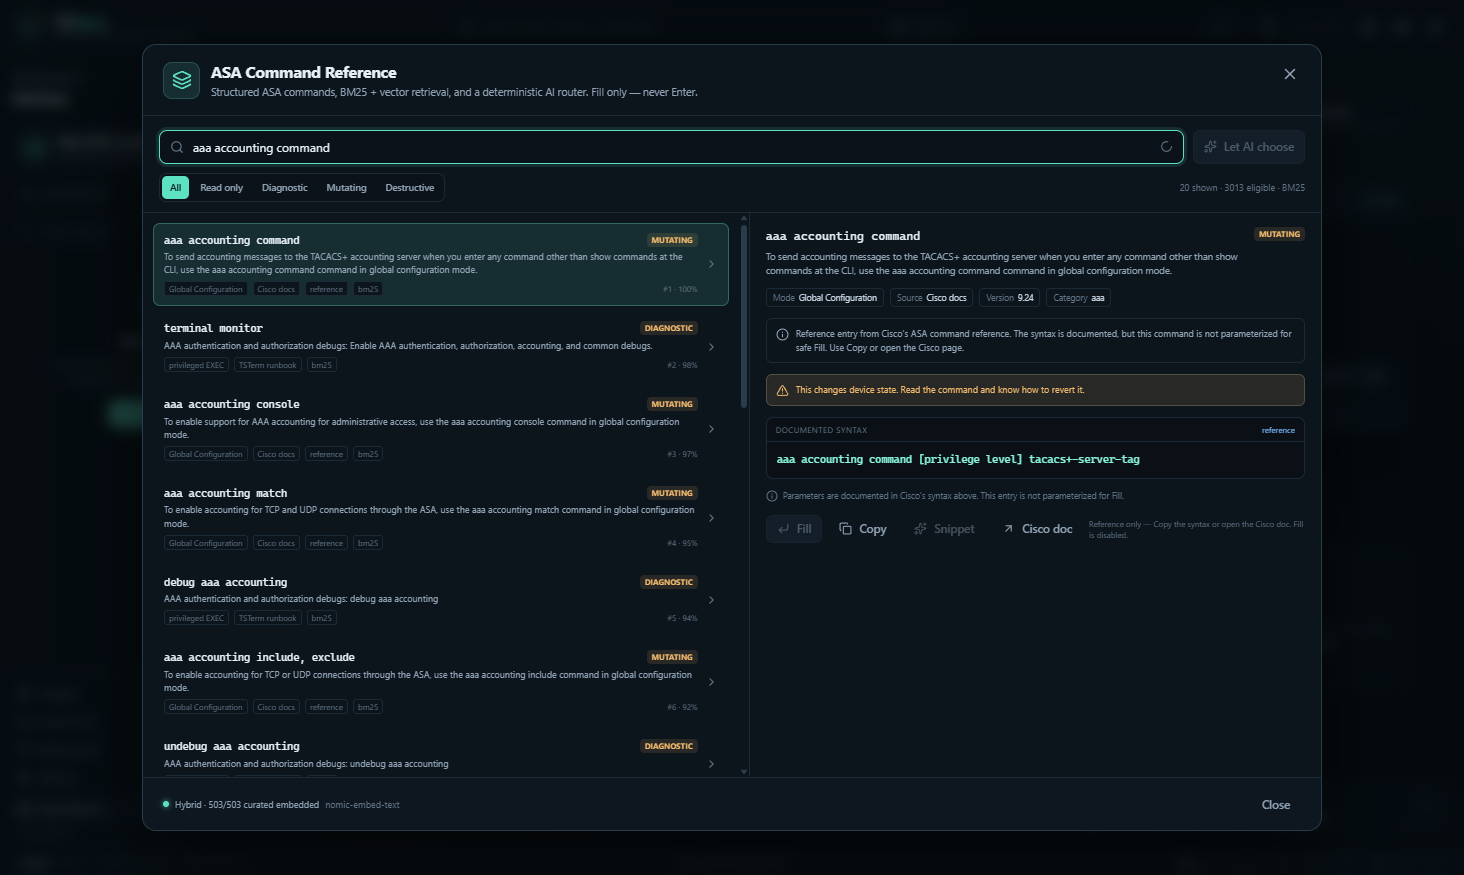 ASA Command Reference
Structured ASA commands, BM25 + vector retrieval, and a deterministic AI router. Fill only — never Enter.
aaa accounting command
Let AI choose
All
Read only
Diagnostic
Mutating
Destructive
20 shown · 3013 eligible · BM25
aaa accounting command
MUTATING
To send accounting messages to the TACACS+ accounting server when you enter any command other than show commands at the
CLI, use the aaa accounting command command in global configuration mode.
Global Configuration
Cisco docs
reference
bm25
#1 · 100%
terminal monitor
DIAGNOSTIC
AAA authentication and authorization debugs: Enable AAA authentication, authorization, accounting, and common debugs.
privileged EXEC
TSTerm runbook
bm25
#2 · 98%
aaa accounting console
MUTATING
To enable support for AAA accounting for administrative access, use the aaa accounting console command in global configuration
mode.
Global Configuration
Cisco docs
reference
bm25
#3 · 97%
aaa accounting match
MUTATING
To enable accounting for TCP and UDP connections through the ASA, use the aaa accounting match command in global configuration
mode.
Global Configuration
Cisco docs
reference
bm25
#4 · 95%
debug aaa accounting
DIAGNOSTIC
AAA authentication and authorization debugs: debug aaa accounting
privileged EXEC
TSTerm runbook
bm25
#5 · 94%
aaa accounting include, exclude
MUTATING
To enable accounting for TCP or UDP connections through the ASA, use the aaa accounting include command in global configuration
mode.
Global Configuration
Cisco docs
reference
bm25
#6 · 92%
undebug aaa accounting
DIAGNOSTIC
AAA authentication and authorization debugs: undebug aaa accounting
aaa accounting command
MUTATING
To send accounting messages to the TACACS+ accounting server when you enter any command other than show
commands at the CLI, use the aaa accounting command command in global configuration mode.
Mode Global Configuration
Source Cisco docs
Version 9.24
Category aaa
Reference entry from Cisco's ASA command reference. The syntax is documented, but this command is not parameterized for
safe Fill. Use Copy or open the Cisco page.
This changes device state. Read the command and know how to revert it.
DOCUMENTED SYNTAX
reference
aaa accounting command [privilege level] tacacs+-server-tag
Parameters are documented in Cisco's syntax above. This entry is not parameterized for Fill.
Fill
Copy
Snippet
Cisco doc
Reference only — Copy the syntax or open the Cisco doc. Fill
is disabled.
Hybrid · 503/503 curated embedded nomic-embed-text
Close